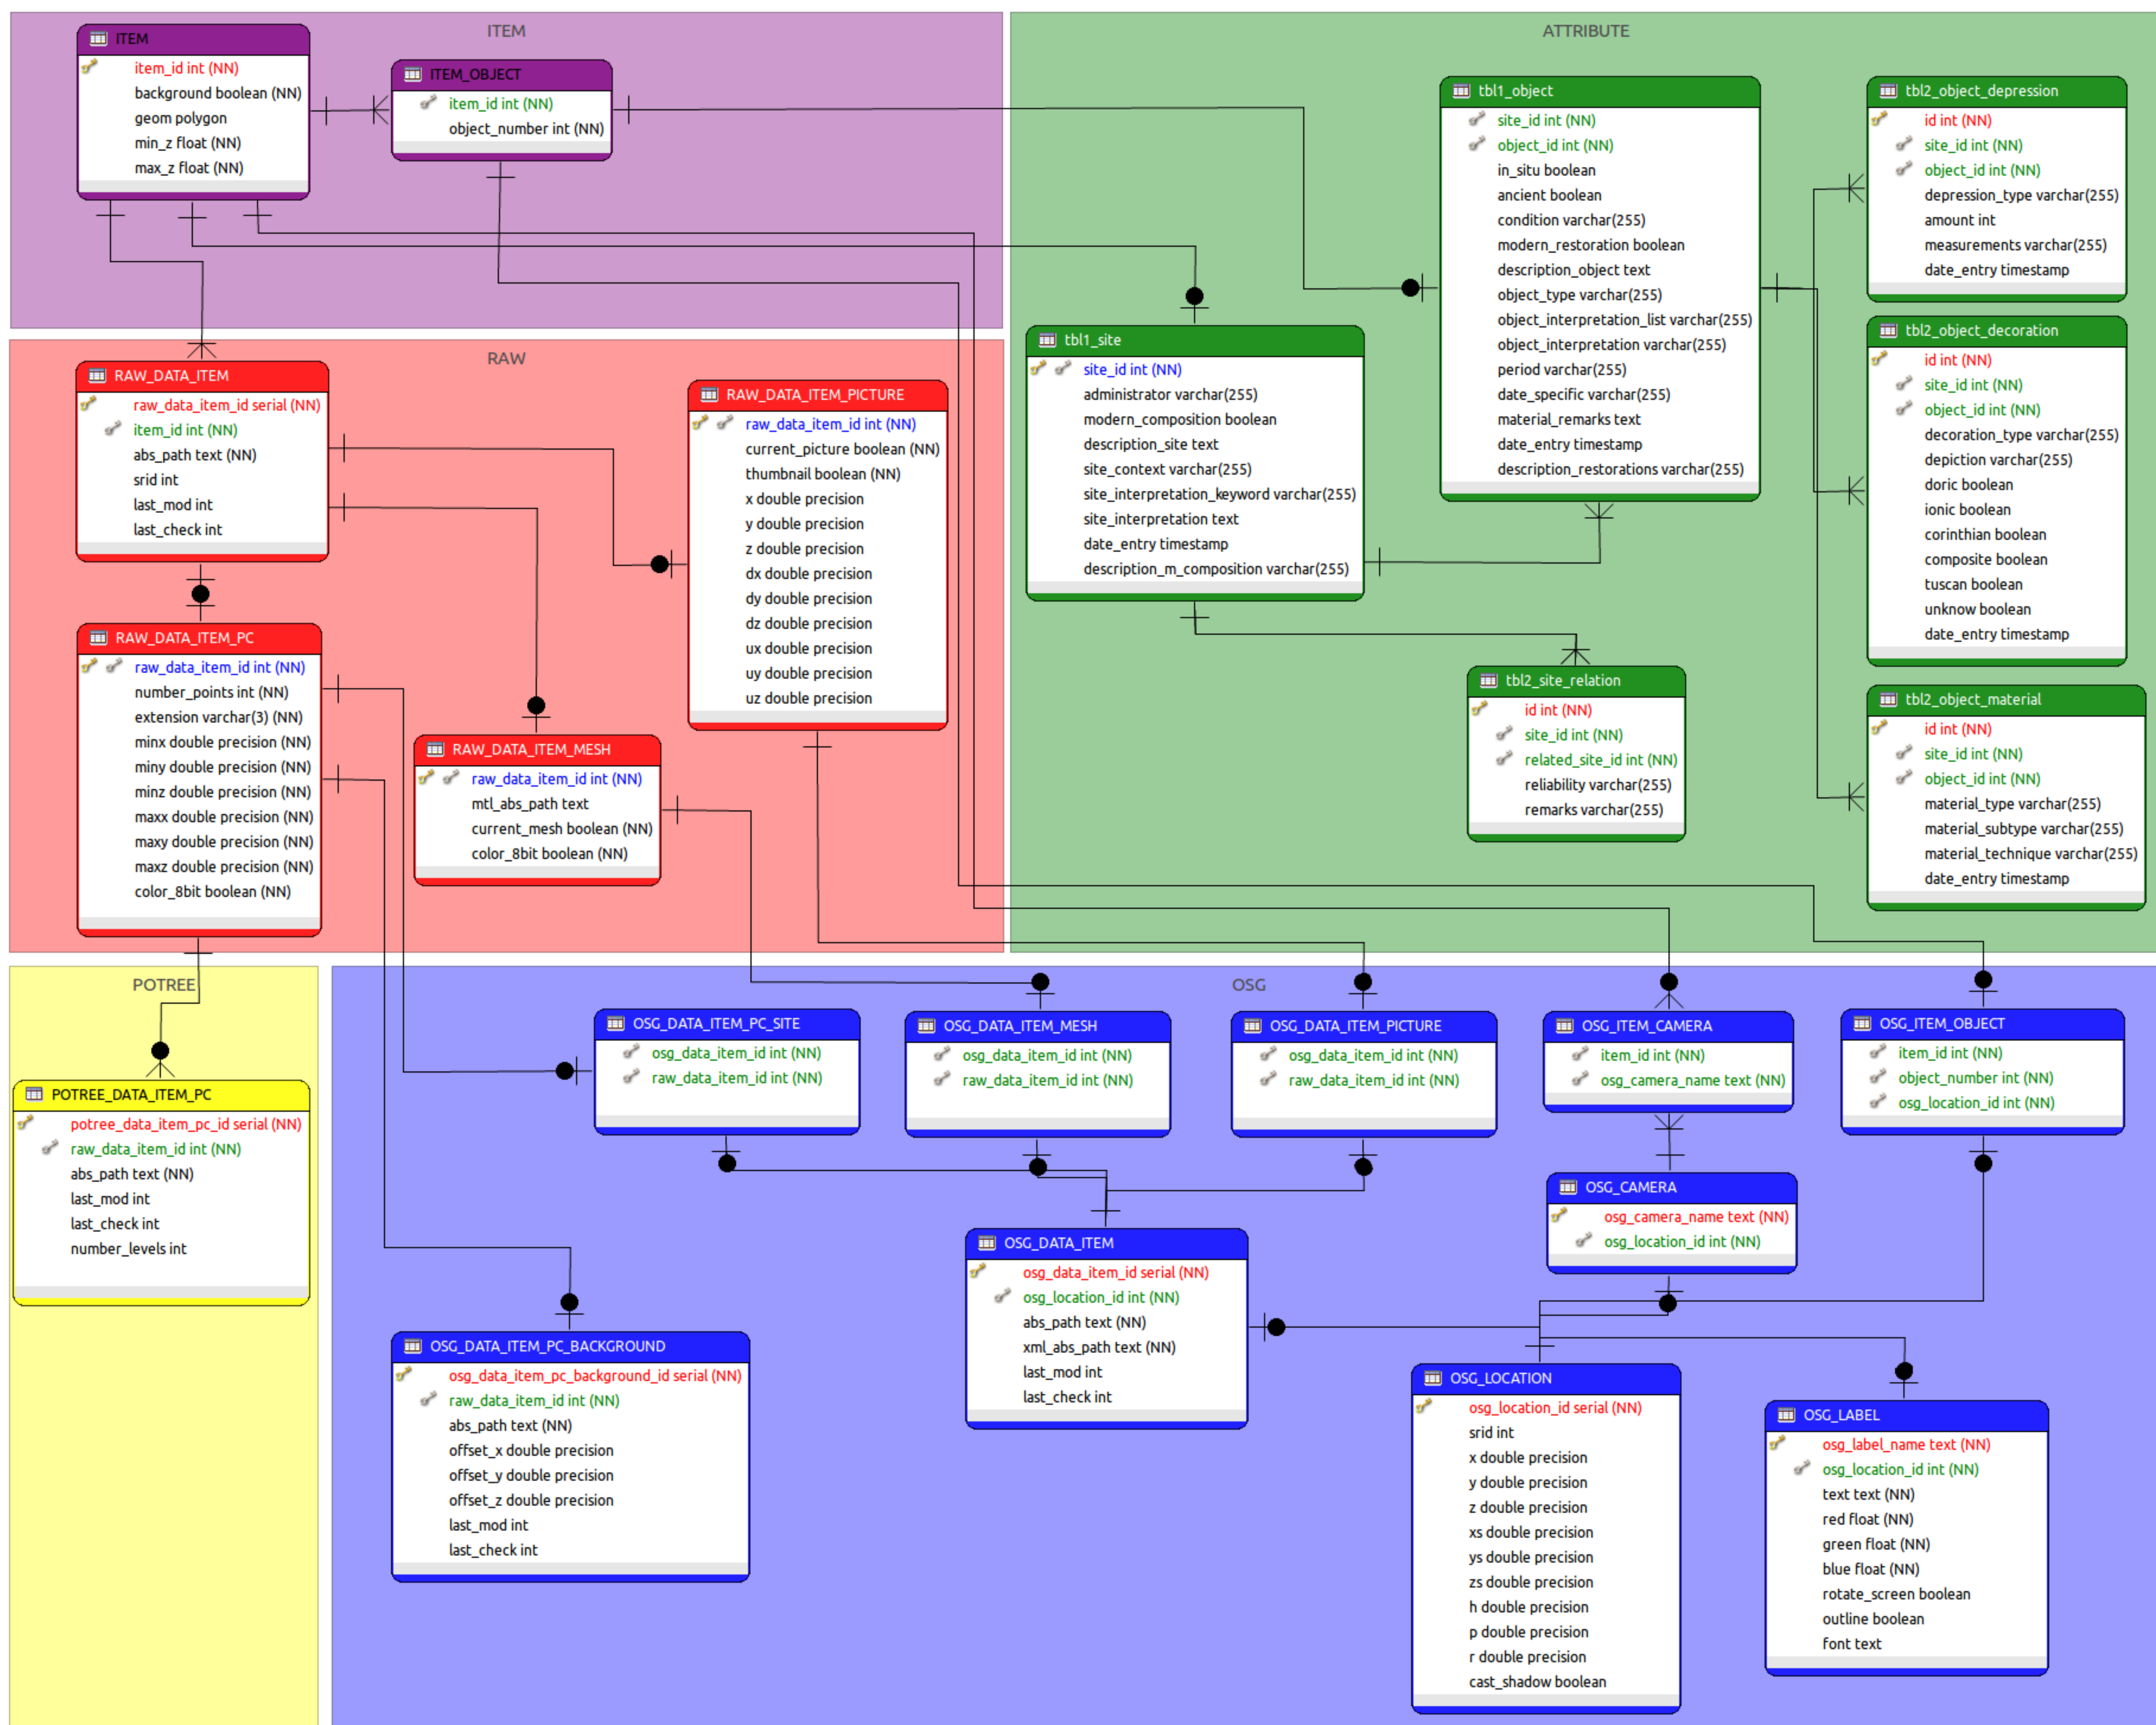 ITEM
ITEM
item_id int (NN)
background boolean (NN)
geom polygon
min_z float (NN)
max_z float (NN)
ITEM_OBJECT
item_id int (NN)
object_number int (NN)
ATTRIBUTE
tbl1_object
site_id int (NN)
object_id int (NN)
in_situ boolean
ancient boolean
condition varchar(255)
modern_restoration boolean
description_object text
object_type varchar(255)
object_interpretation_list varchar(255)
object_interpretation varchar(255)
period varchar(255)
date_specific varchar(255)
material_remarks text
date_entry timestamp
description_restorations varchar(255)
tbl2_object_depression
id int (NN)
site_id int (NN)
object_id int (NN)
depression_type varchar(255)
amount int
measurements varchar(255)
date_entry timestamp
tbl1_site
site_id int (NN)
administrator varchar(255)
modern_composition boolean
description_site text
site_context varchar(255)
site_interpretation_keyword varchar(255)
site_interpretation text
date_entry timestamp
description_m_composition varchar(255)
tbl2_object_decoration
id int (NN)
site_id int (NN)
object_id int (NN)
decoration_type varchar(255)
depiction varchar(255)
doric boolean
ionic boolean
corinthian boolean
composite boolean
tuscan boolean
unknow boolean
date_entry timestamp
tbl2_site_relation
id int (NN)
site_id int (NN)
related_site_id int (NN)
reliability varchar(255)
remarks varchar(255)
tbl2_object_material
id int (NN)
site_id int (NN)
object_id int (NN)
material_type varchar(255)
material_subtype varchar(255)
material_technique varchar(255)
date_entry timestamp
RAW
RAW_DATA_ITEM
raw_data_item_id serial (NN)
item_id int (NN)
abs_path text (NN)
srid int
last_mod int
last_check int
RAW_DATA_ITEM_PICTURE
raw_data_item_id int (NN)
current_picture boolean (NN)
thumbnail boolean (NN)
x double precision
y double precision
z double precision
dx double precision
dy double precision
dz double precision
ux double precision
uy double precision
uz double precision
RAW_DATA_ITEM_PC
raw_data_item_id int (NN)
number_points int (NN)
extension varchar(3) (NN)
minx double precision (NN)
miny double precision (NN)
minz double precision (NN)
maxx double precision (NN)
maxy double precision (NN)
maxz double precision (NN)
color_8bit boolean (NN)
RAW_DATA_ITEM_MESH
raw_data_item_id int (NN)
mtl_abs_path text
current_mesh boolean (NN)
color_8bit boolean (NN)
POTREE
POTREE_DATA_ITEM_PC
potree_data_item_pc_id serial (NN)
raw_data_item_id int (NN)
abs_path text (NN)
last_mod int
last_check int
number_levels int
OSG
OSG_DATA_ITEM_PC_SITE
osg_data_item_id int (NN)
raw_data_item_id int (NN)
OSG_DATA_ITEM_MESH
osg_data_item_id int (NN)
raw_data_item_id int (NN)
OSG_DATA_ITEM_PICTURE
osg_data_item_id int (NN)
raw_data_item_id int (NN)
OSG_ITEM_CAMERA
item_id int (NN)
osg_camera_name text (NN)
OSG_ITEM_OBJECT
item_id int (NN)
object_number int (NN)
osg_location_id int (NN)
OSG_CAMERA
osg_camera_name text (NN)
osg_location_id int (NN)
OSG_DATA_ITEM
osg_data_item_id serial (NN)
osg_location_id int (NN)
abs_path text (NN)
xml_abs_path text (NN)
last_mod int
last_check int
OSG_DATA_ITEM_PC_BACKGROUND
osg_data_item_pc_background_id serial (NN)
raw_data_item_id int (NN)
abs_path text (NN)
offset_x double precision
offset_y double precision
offset_z double precision
last_mod int
last_check int
OSG_LOCATION
osg_location_id serial (NN)
srid int
x double precision
y double precision
z double precision
xs double precision
ys double precision
zs double precision
h double precision
p double precision
r double precision
cast_shadow boolean
OSG_LABEL
osg_label_name text (NN)
osg_location_id int (NN)
text text (NN)
red float (NN)
green float (NN)
blue float (NN)
rotate_screen boolean
outline boolean
font text